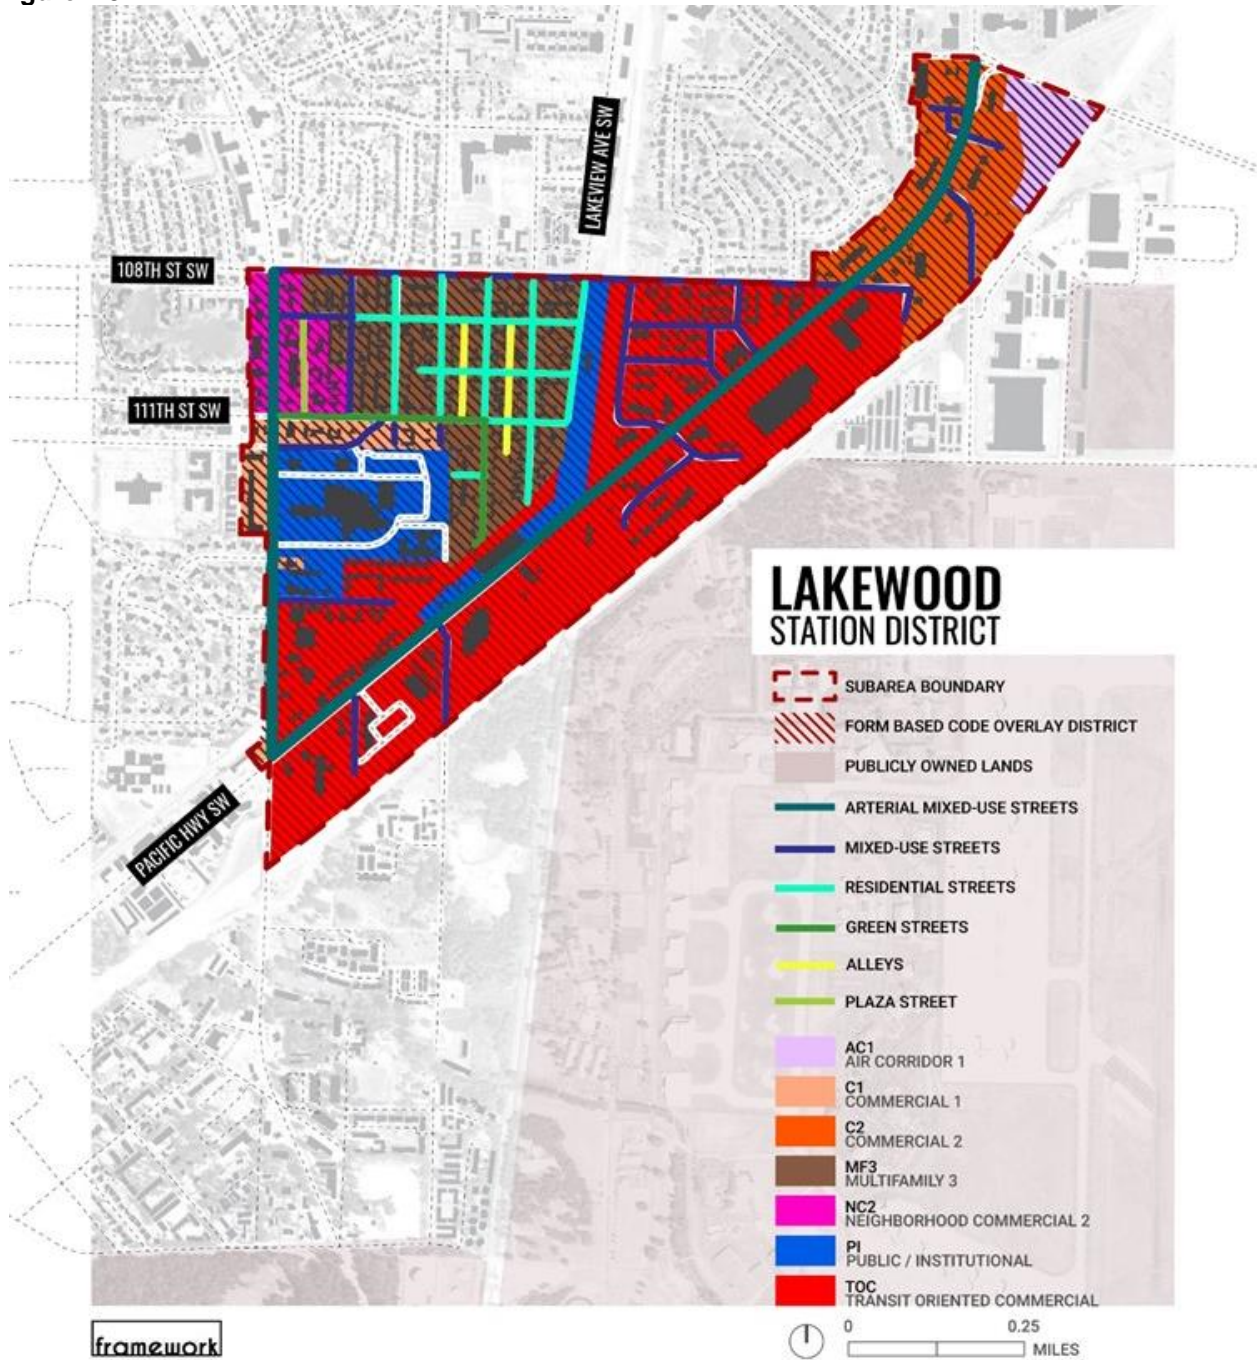 LAKEVIEW AVE SW
108TH ST SW
111TH ST SW
PACIFIC HWY SW
LAKEWOOD
STATION DISTRICT
SUBAREA BOUNDARY
FORM BASED CODE OVERLAY DISTRICT
PUBLICLY OWNED LANDS
ARTERIAL MIXED-USE STREETS
MIXED-USE STREETS
RESIDENTIAL STREETS
GREEN STREETS
ALLEYS
PLAZA STREET
AC1
AIR CORRIDOR 1
C1
COMMERCIAL 1
C2
COMMERCIAL 2
MF3
MULTIFAMILY 3
NC2
NEIGHBORHOOD COMMERCIAL 2
PI
PUBLIC / INSTITUTIONAL
TOC
TRANSIT ORIENTED COMMERCIAL
framework
0 0.25
MILES